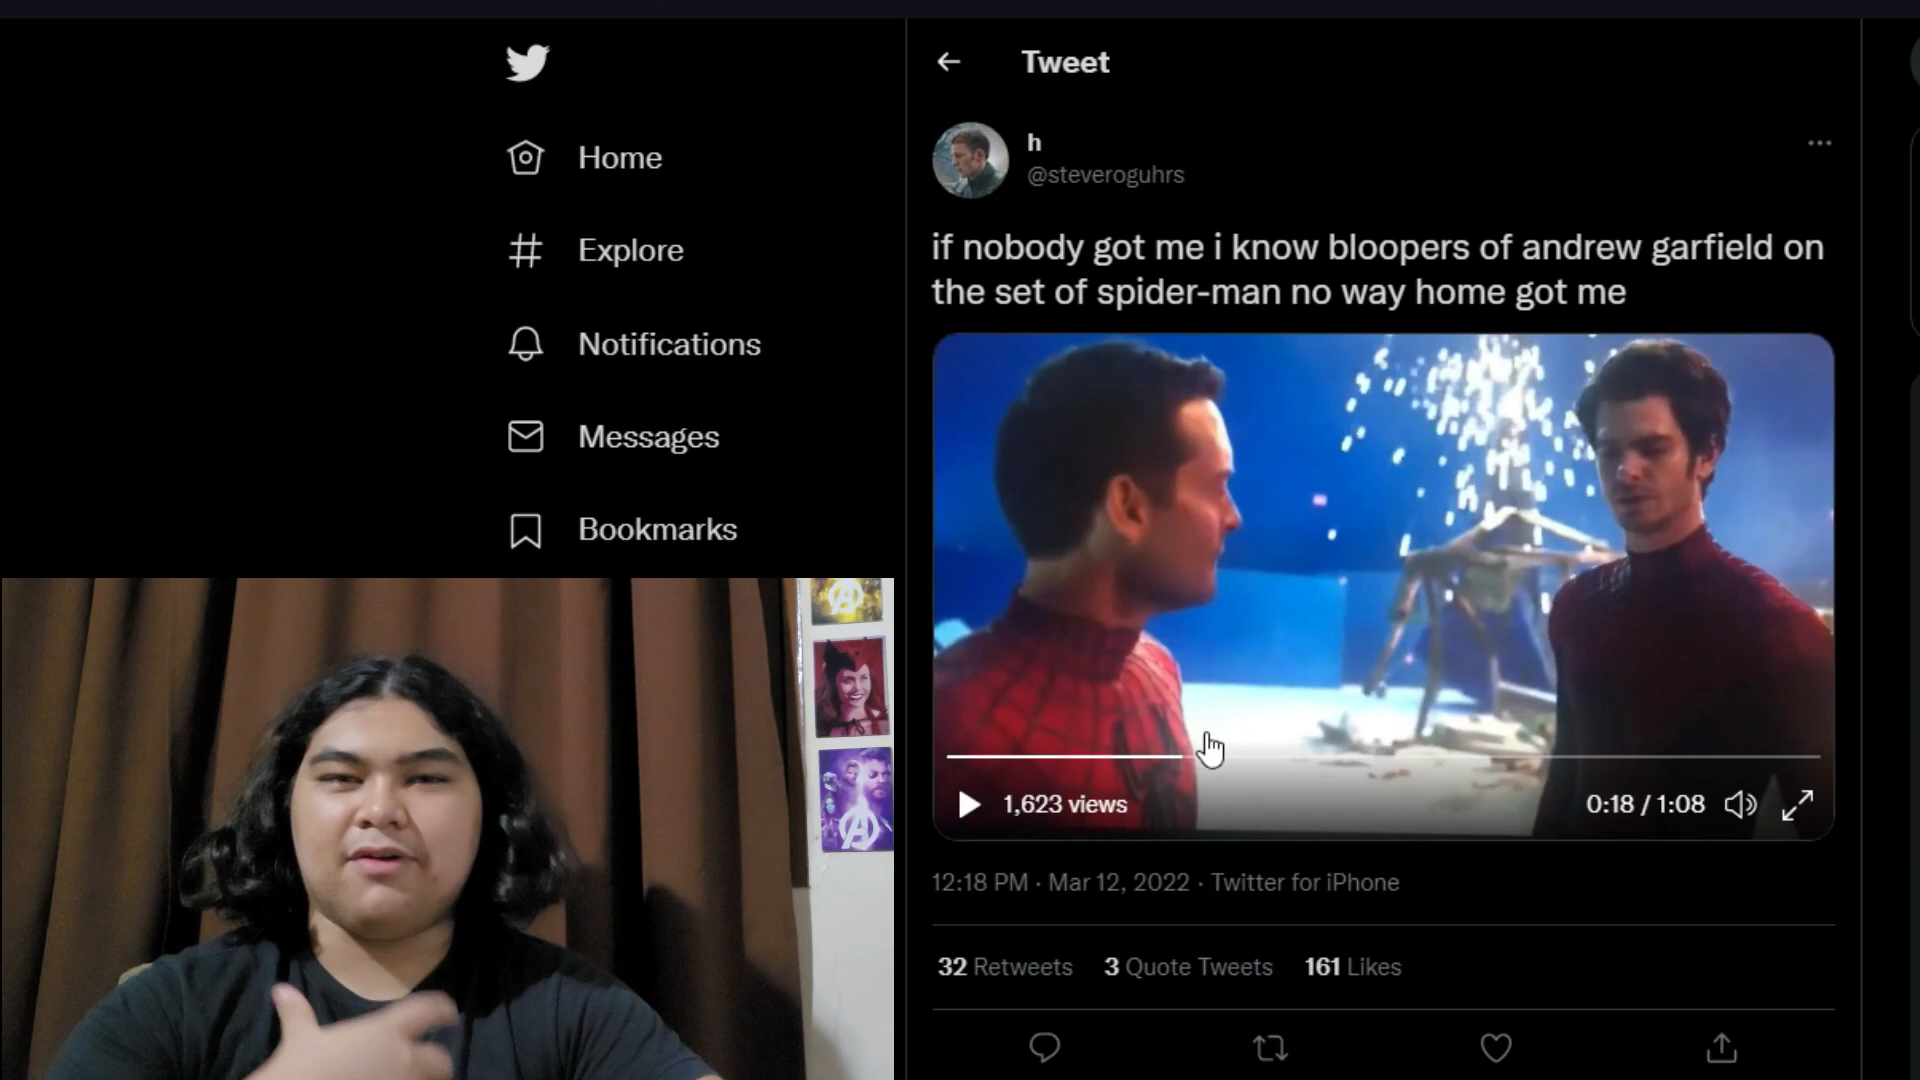 Home
Explore
Notifications
Messages
Bookmarks
Tweet
h
@steveroguhrs
if nobody got me i know bloopers of andrew garfield on
the set of spider-man no way home got me
1,623 views
0:18 / 1:08
12:18 PM · Mar 12, 2022 · Twitter for iPhone
32 Retweets 3 Quote Tweets 161 Likes